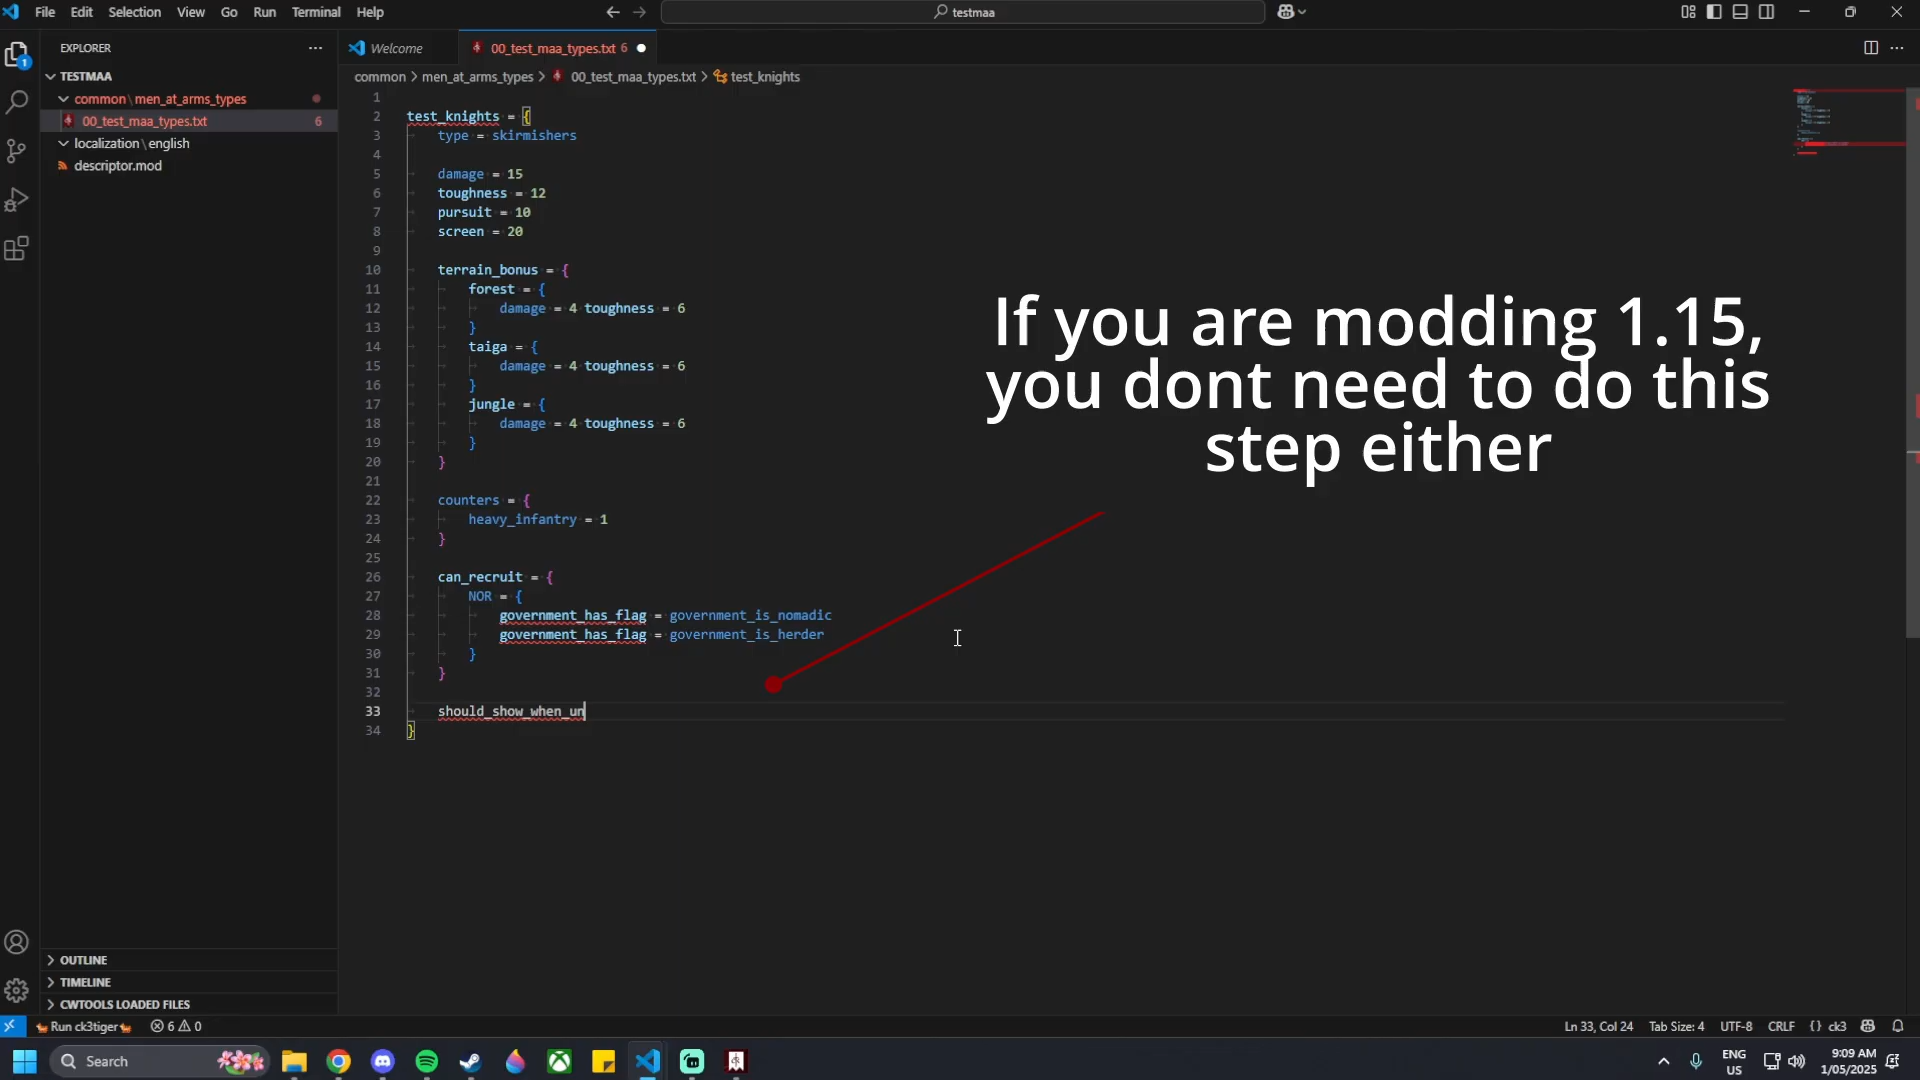 File Edit Selection View Go Run Terminal Help
testmaa
EXPLORER
Welcome
00_test_maa_types.txt 6
TESTMAA
common > men_at_arms_types > 00_test_maa_types.txt > test_knights
common\men_at_arms_types
00_test_maa_types.txt 6
localization\english
descriptor.mod
1
2 test_knights = {
3 type = skirmishers
4
5 damage = 15
6 toughness = 12
7 pursuit = 10
8 screen = 20
9
10 terrain_bonus = {
11 forest = {
12 damage = 4 toughness = 6
13 }
14 taiga = {
15 damage = 4 toughness = 6
16 }
17 jungle = {
18 damage = 4 toughness = 6
19 }
20 }
21
22 counters = {
23 heavy_infantry = 1
24 }
25
26 can_recruit = {
27 NOR = {
28 government_has_flag = government_is_nomadic
29 government_has_flag = government_is_herder
30 }
31 }
32
33 should_show_when_un
34 }
If you are modding 1.15,
you dont need to do this
step either
OUTLINE
TIMELINE
CWTOOLS LOADED FILES
1
Run ck3tiger
6 0
Ln 33, Col 24 Tab Size: 4 UTF-8 CRLF {} ck3
Search
ENG
US
9:09 AM
1/05/2025